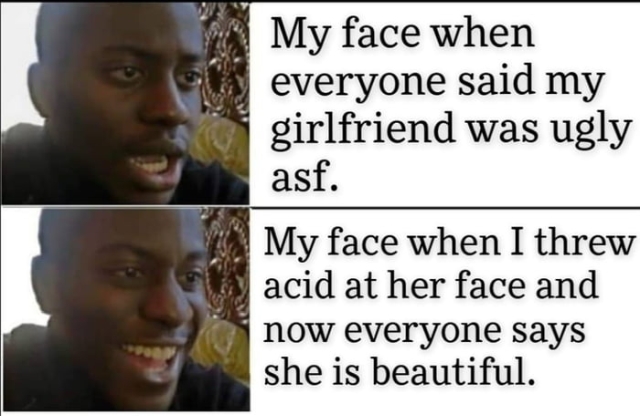 My face when
everyone said my
girlfriend was ugly
asf.
My face when I threw
acid at her face and
now everyone says
she is beautiful.